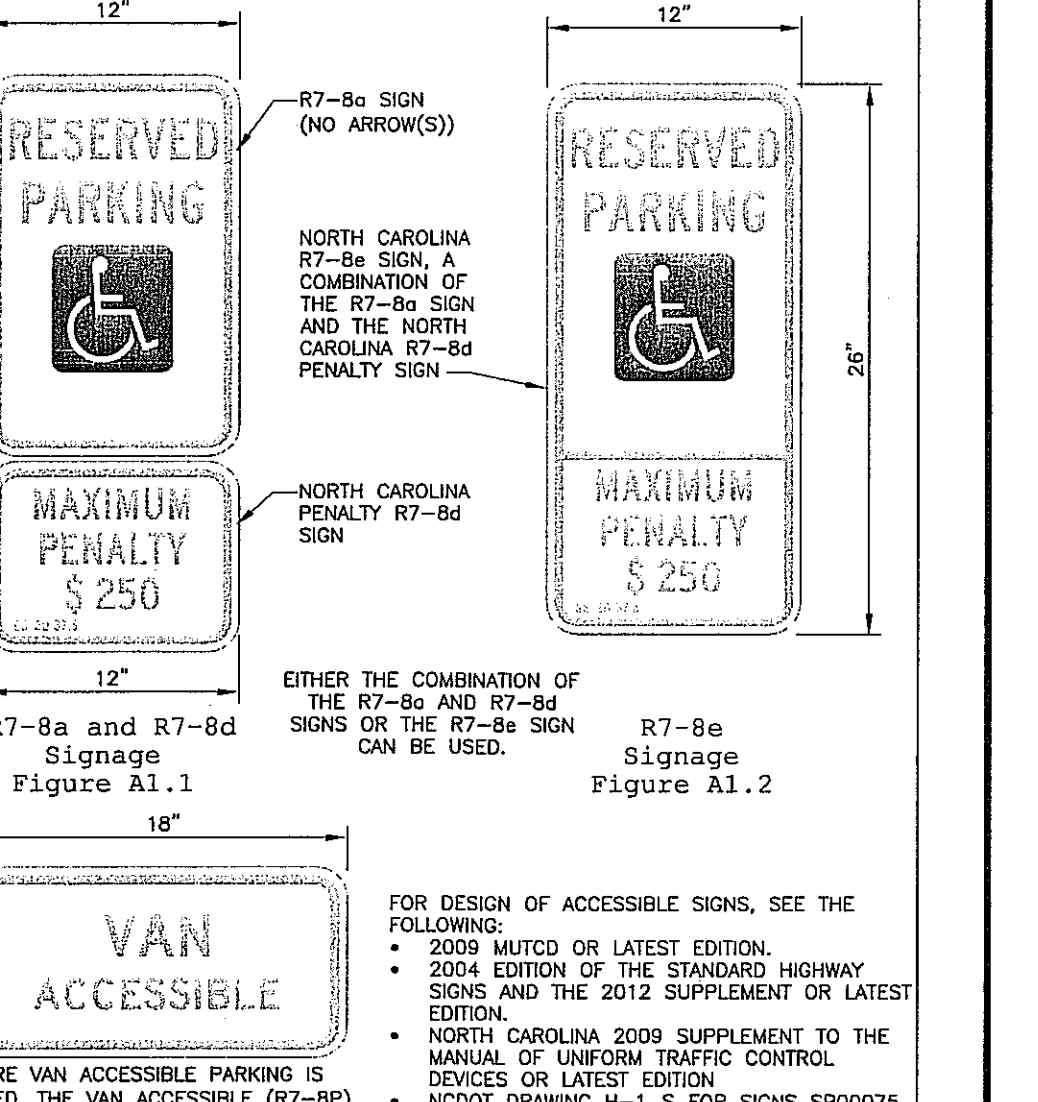 12"
RESERVED
PARKING
R7-8a SIGN
(NO ARROW(S))
NORTH CAROLINA
R7-8e SIGN, A
COMBINATION OF
THE R7-8a SIGN
AND THE NORTH
CAROLINA R7-8d
PENALTY SIGN
MAXIMUM
PENALTY
$ 250
NORTH CAROLINA
PENALTY R7-8d
SIGN
12"
R7-8a and R7-8d
Signage
Figure A1.1
EITHER THE COMBINATION OF
THE R7-8a AND R7-8d
SIGNS OR THE R7-8e SIGN
CAN BE USED.
12"
RESERVED
PARKING
26"
MAXIMUM
PENALTY
$ 250
R7-8e
Signage
Figure A1.2
18"
VAN
ACCESSIBLE
VAN ACCESSIBLE PARKING IS
THE VAN ACCESSIBLE (R7-8P)
FOR DESIGN OF ACCESSIBLE SIGNS, SEE THE
FOLLOWING:
• 2009 MUTCD OR LATEST EDITION.
• 2004 EDITION OF THE STANDARD HIGHWAY
SIGNS AND THE 2012 SUPPLEMENT OR LATEST
EDITION.
• NORTH CAROLINA 2009 SUPPLEMENT TO THE
MANUAL OF UNIFORM TRAFFIC CONTROL
DEVICES OR LATEST EDITION
• NCDOT DRAWING H-1 S FOR SIGNS SP00075